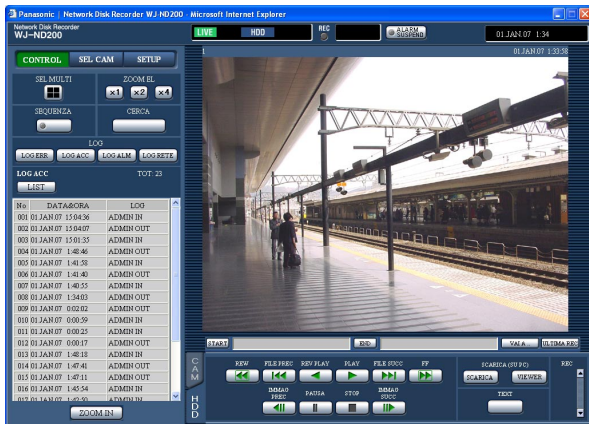 Panasonic | Network Disk Recorder WJ-ND200 - Microsoft Internet Explorer
Network Disk Recorder
WJ-ND200
LIVE HDD REC ALARM SUSPEND 01.JAN.07 1:34
CONTROL SEL CAM SETUP
1 01.JAN.07 1:33:58
SEL MULTI ZOOM EL
x1 x2 x4
SEQUENZA CERCA
LOG
LOG ERR LOG ACC LOG ALM LOG RETE
LOG ACC TOT: 23
LIST
No DATA&ORA LOG
001 01.JAN.07 15:04:36 ADMIN IN
002 01.JAN.07 15:04:07 ADMIN OUT
003 01.JAN.07 15:01:35 ADMIN IN
004 01.JAN.07 1:48:46 ADMIN OUT
005 01.JAN.07 1:41:58 ADMIN IN
006 01.JAN.07 1:41:40 ADMIN OUT
007 01.JAN.07 1:40:55 ADMIN IN
008 01.JAN.07 1:34:03 ADMIN OUT
009 01.JAN.07 0:02:02 ADMIN OUT
010 01.JAN.07 0:00:59 ADMIN IN
011 01.JAN.07 0:00:25 ADMIN IN
012 01.JAN.07 0:00:17 ADMIN OUT
013 01.JAN.07 1:48:18 ADMIN IN
014 01.JAN.07 1:47:41 ADMIN OUT
015 01.JAN.07 1:47:11 ADMIN OUT
016 01.JAN.07 1:45:54 ADMIN IN
017 01.JAN.07 1:42:50 ADMIN OUT
ZOOM IN
START END VAI A ... ULTIMA REC
CAM
HDD
REW FILE PREC REV PLAY PLAY FILE SUCC FF
IMMAG PREC PAUSA STOP IMMAG SUCC
SCARICA (SU PC)
SCARICA VIEWER
TEXT
REC